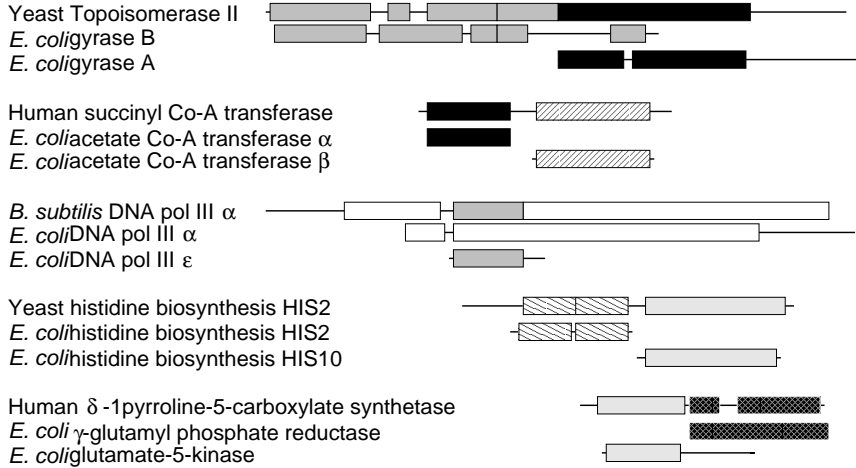 Yeast Topoisomerase II
E. coli gyrase B
E. coli gyrase A
Human succinyl Co-A transferase
E. coli acetate Co-A transferase α
E. coli acetate Co-A transferase β
B. subtilis DNA pol III α
E. coli DNA pol III α
E. coli DNA pol III ε
Yeast histidine biosynthesis HIS2
E. coli histidine biosynthesis HIS2
E. coli histidine biosynthesis HIS10
Human δ -1pyrroline-5-carboxylate synthetase
E. coli γ-glutamyl phosphate reductase
E. coli glutamate-5-kinase